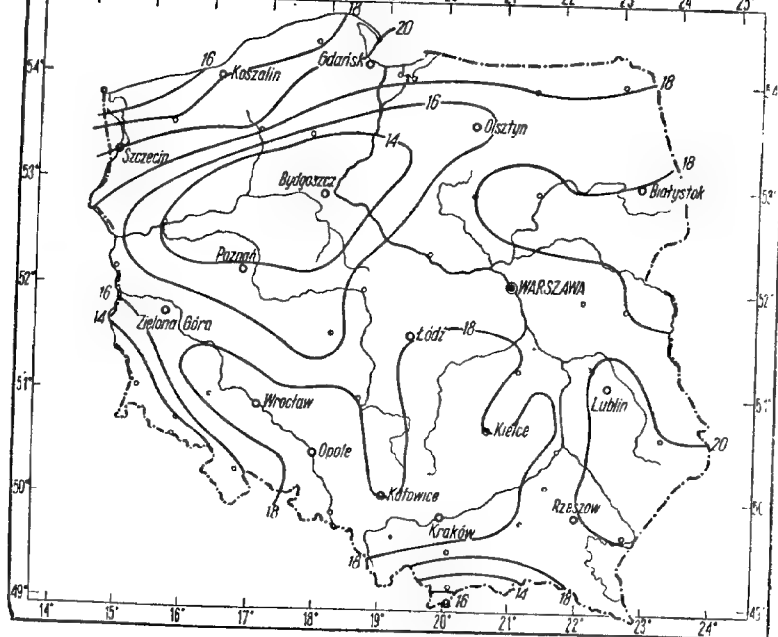 18
20
54°
16
Koszalin
Gdańsk
18
16
14
Olsztyn
53°
Szczecin
Bydgoszcz
18
Białystok
53°
Poznań
52°
16
14
Zielona Góra
WARSZAWA
52°
Łódź
18
51°
Wrocław
Lublin
51°
Kielce
Opole
20
50°
18
Katowice
Kraków
Rzeszów
50
18
16
14
18
49°
14°
15°
16°
17°
18°
19°
20°
21°
22°
23°
24°